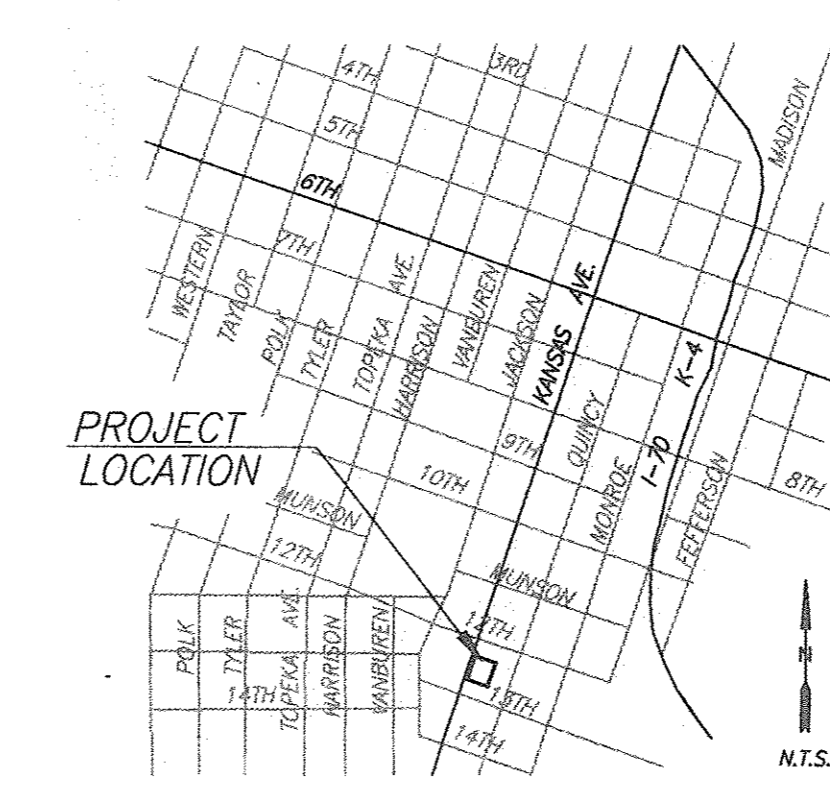 3RD
4TH
5TH
6TH
7TH
MADISON
WESTERN
TAYLOR
POLK
TYLER
TOPEKA AVE.
HARRISON
VANBUREN
JACKSON
KANSAS AVE.
QUINCY
MONROE
I-70 K-4
FEFFERSON
8TH
9TH
10TH
PROJECT
LOCATION
MUNSON
12TH
MUNSON
12TH
POLK
TYLER
TOPEKA AVE.
HARRISON
VANBUREN
14TH
13TH
14TH
N
N.T.S.